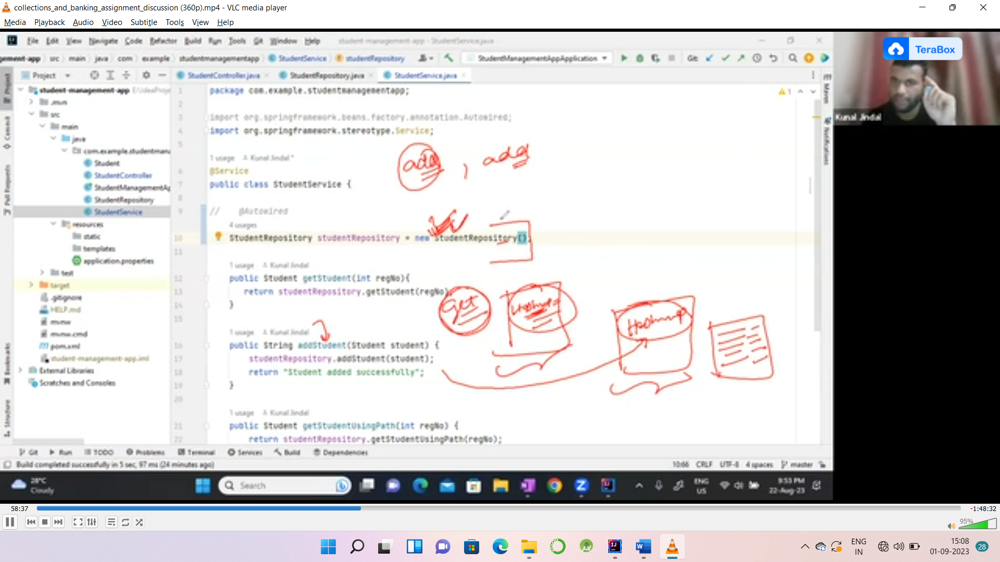 collections_and_banking_assignment_discussion (360p).mp4 - VLC media player
Media Playback Audio Video Subtitle Tools View Help
File Edit View Navigate Code Refactor Build Run Tools Git Window Help student-management-app - StudentService.java
gement-app src main java com example studentmanagementapp StudentService studentRepository StudentManagementAppApplication Git:
Project StudentController.java StudentRepository.java StudentService.java
student-management-app E:\IdeaProje
.mvn
src
main
java
com.example.studentmana
Student
StudentController
StudentManagementAp
StudentRepository
StudentService
resources
static
templates
application.properties
test
target
.gitignore
HELP.md
mvnw
mvnw.cmd
pom.xml
student-management-app.iml
External Libraries
Scratches and Consoles
Project
Commit
Pull Requests
Bookmarks
Structure
1 package com.example.studentmanagementapp;
2
3 import org.springframework.beans.factory.annotation.Autowired;
4 import org.springframework.stereotype.Service;
5
1 usage Kunal Jindal *
6 @Service
7 public class StudentService {
8
9 // @Autowired
4 usages
10 StudentRepository studentRepository = new StudentRepository();
11
1 usage Kunal Jindal
12 public Student getStudent(int regNo){
13 return studentRepository.getStudent(regNo);
14 }
15
1 usage Kunal Jindal
16 public String addStudent(Student student) {
17 studentRepository.addStudent(student);
18 return "Student added successfully";
19 }
20
1 usage Kunal Jindal
21 public Student getStudentUsingPath(int regNo) {
22 return studentRepository.getStudentUsingPath(regNo);
add , add
get Hashmap Hashmap
1
Maven
Notifications
TeraBox
Kunal Jindal
Git Run TODO Problems Terminal Services Build Dependencies
Build completed successfully in 5 sec, 97 ms (24 minutes ago) 10:66 CRLF UTF-8 4 spaces master
28°C
Cloudy
Search
ENG
US
9:53 PM
22-Aug-23
58:37 -1:48:32
95%
ENG
IN
15:08
01-09-2023
28